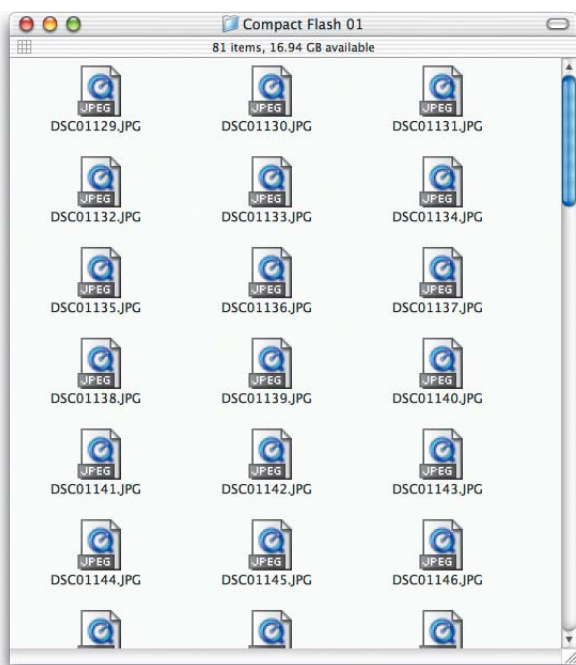 Compact Flash 01
81 items, 16.94 GB available
JPEG JPEG JPEG
DSC01129.JPG DSC01130.JPG DSC01131.JPG
JPEG JPEG JPEG
DSC01132.JPG DSC01133.JPG DSC01134.JPG
JPEG JPEG JPEG
DSC01135.JPG DSC01136.JPG DSC01137.JPG
JPEG JPEG JPEG
DSC01138.JPG DSC01139.JPG DSC01140.JPG
JPEG JPEG JPEG
DSC01141.JPG DSC01142.JPG DSC01143.JPG
JPEG JPEG JPEG
DSC01144.JPG DSC01145.JPG DSC01146.JPG